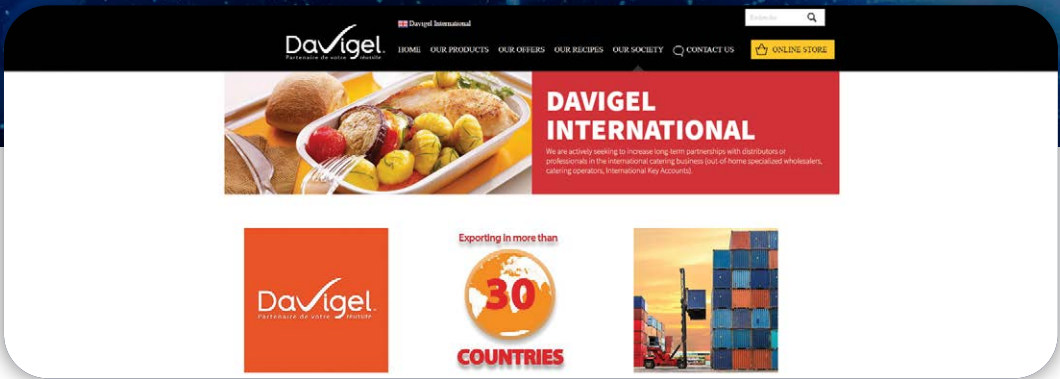 Davigel International
Rechercher
Davigel.
Partenaire de votre réussite
HOME OUR PRODUCTS OUR OFFERS OUR RECIPES OUR SOCIETY CONTACT US ONLINE STORE
DAVIGEL
INTERNATIONAL
We are actively seeking to increase long-term partnerships with distributors or
professionals in the international catering business (out-of-home specialized wholesalers,
catering operators, International Key Accounts).
Davigel.
Partenaire de votre réussite
Exporting in more than
30
COUNTRIES